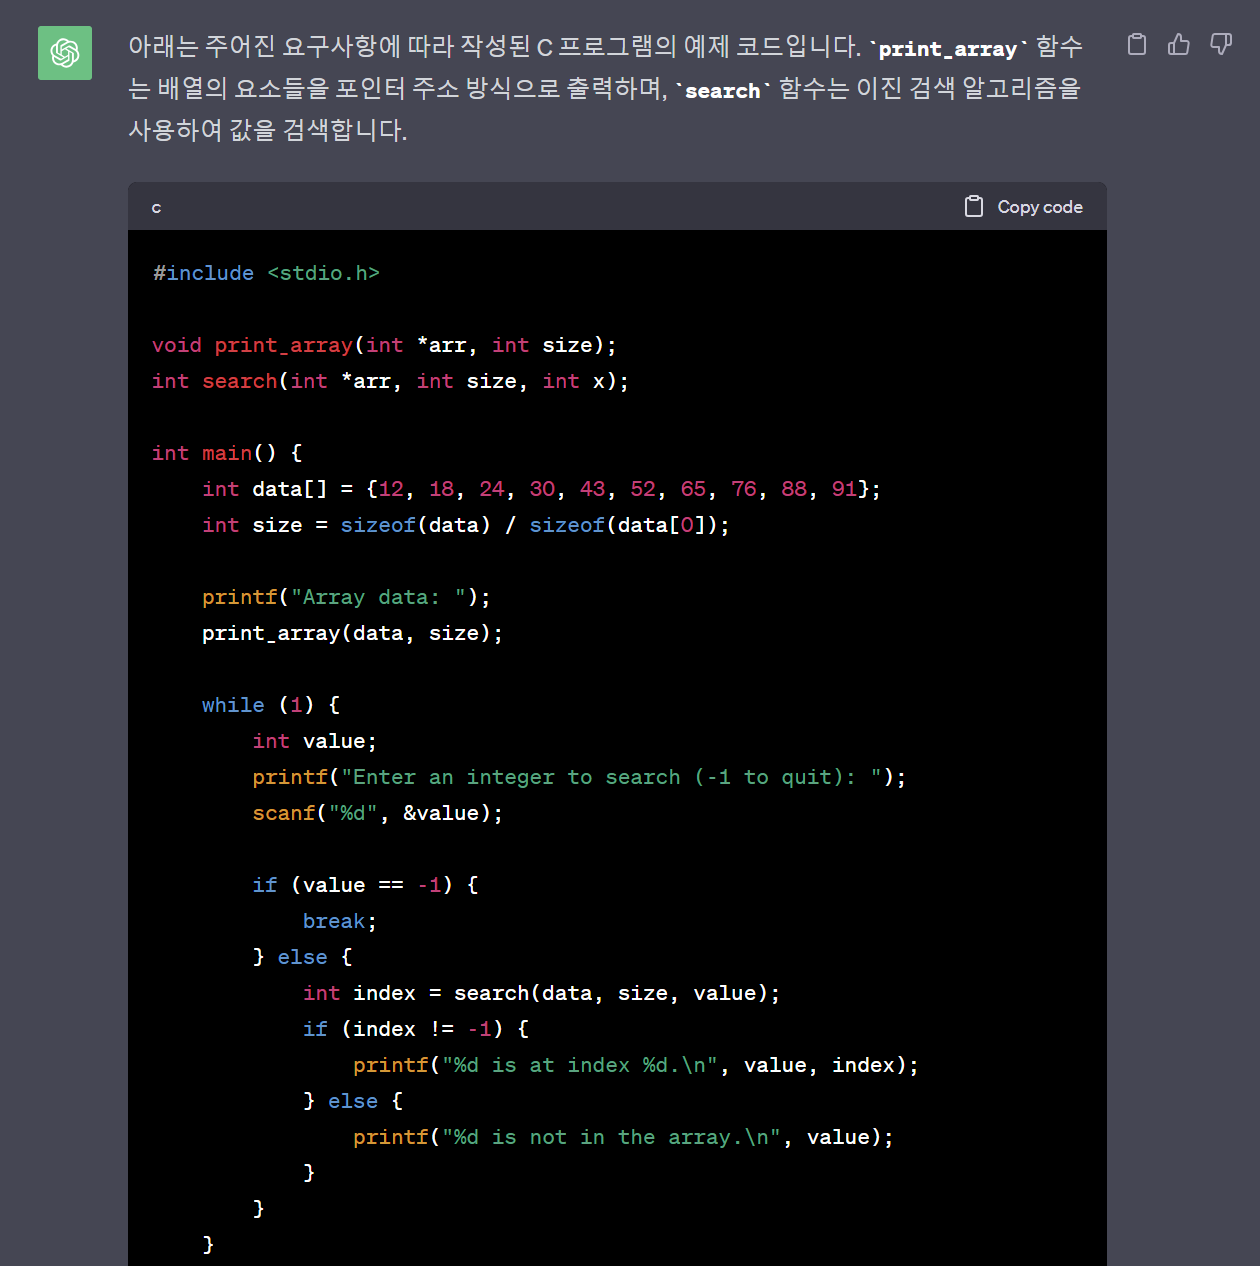 아래는 주어진 요구사항에 따라 작성된 C 프로그램의 예제 코드입니다. `print_array` 함수
는 배열의 요소들을 포인터 주소 방식으로 출력하며, `search` 함수는 이진 검색 알고리즘을
사용하여 값을 검색합니다.
c
Copy code
#include <stdio.h>
void print_array(int *arr, int size);
int search(int *arr, int size, int x);
int main() {
    int data[] = {12, 18, 24, 30, 43, 52, 65, 76, 88, 91};
    int size = sizeof(data) / sizeof(data[0]);
    printf("Array data: ");
    print_array(data, size);
    while (1) {
        int value;
        printf("Enter an integer to search (-1 to quit): ");
        scanf("%d", &value);
        if (value == -1) {
            break;
        } else {
            int index = search(data, size, value);
            if (index != -1) {
                printf("%d is at index %d.\n", value, index);
            } else {
                printf("%d is not in the array.\n", value);
            }
        }
    }